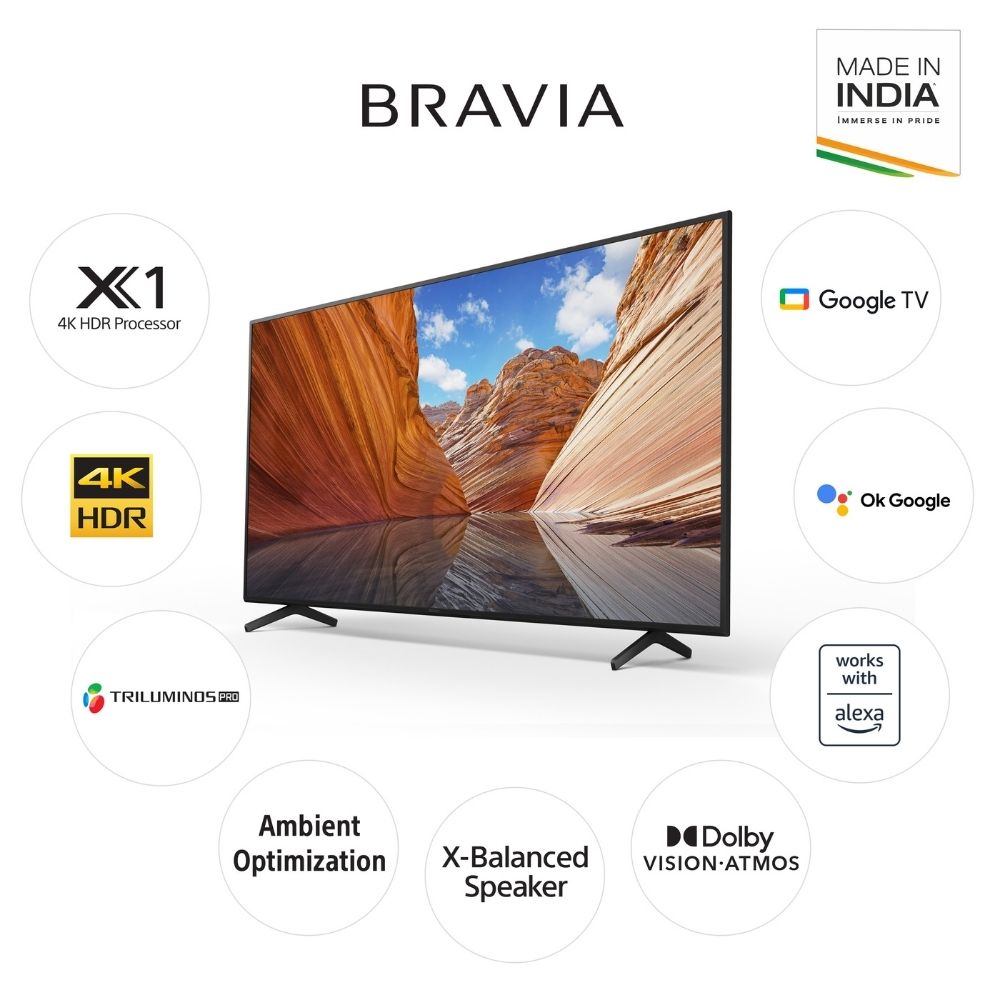 BRAVIA
MADE IN
INDIA
IMMERSE IN PRIDE
X1
4K HDR Processor
Google TV
4K
HDR
Ok Google
TRILUMINOS PRO
works
with
alexa
Ambient
Optimization
X-Balanced
Speaker
Dolby
VISION·ATMOS